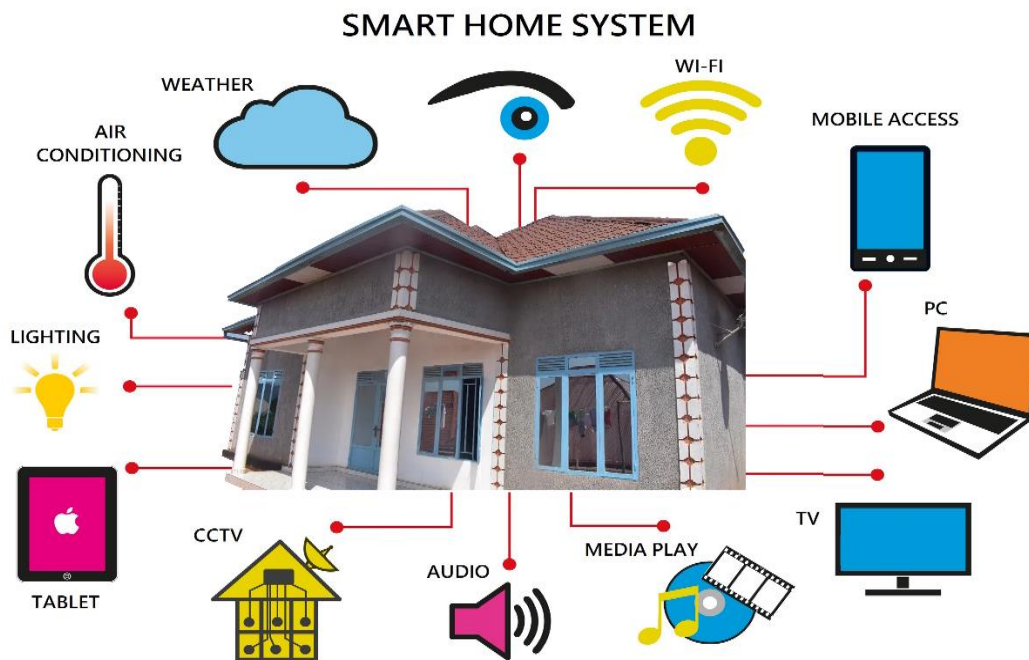 SMART HOME SYSTEM
WEATHER
WI-FI
AIR
CONDITIONING
MOBILE ACCESS
LIGHTING
PC
TABLET
CCTV
AUDIO
MEDIA PLAY
TV